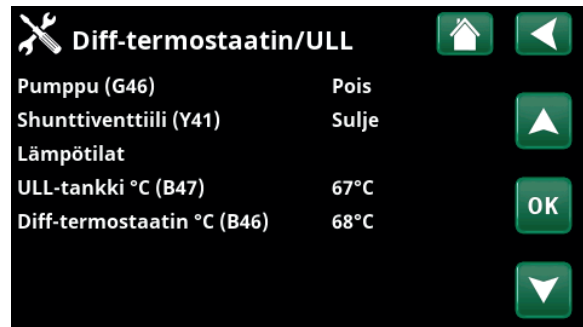 Diff-termostaatin/ULL
Pumppu (G46) Pois
Shunttiventtiili (Y41) Sulje
Lämpötilat
ULL-tankki °C (B47) 67°C
Diff-termostaatin °C (B46) 68°C
OK